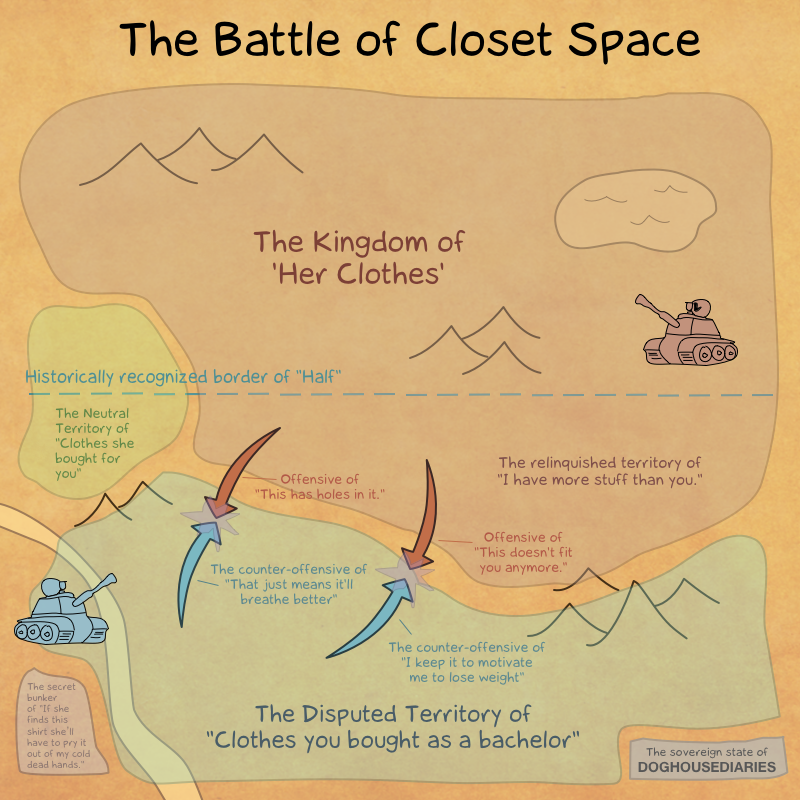 The Battle of Closet Space
The Kingdom of
'Her Clothes'
Historically recognized border of "Half"
The Neutral
Territory of
"Clothes she
bought for
you"
The relinquished territory of
"I have more stuff than you."
Offensive of
"This has holes in it."
Offensive of
"This doesn't fit
you anymore."
The counter-offensive of
"That just means it'll
breathe better"
The counter-offensive of
"I keep it to motivate
me to lose weight"
The secret
bunker
of "If she
finds this
shirt she'll
have to pry it
out of my cold
dead hands."
The Disputed Territory of
"Clothes you bought as a bachelor"
The sovereign state of
DOGHOUSEDIARIES